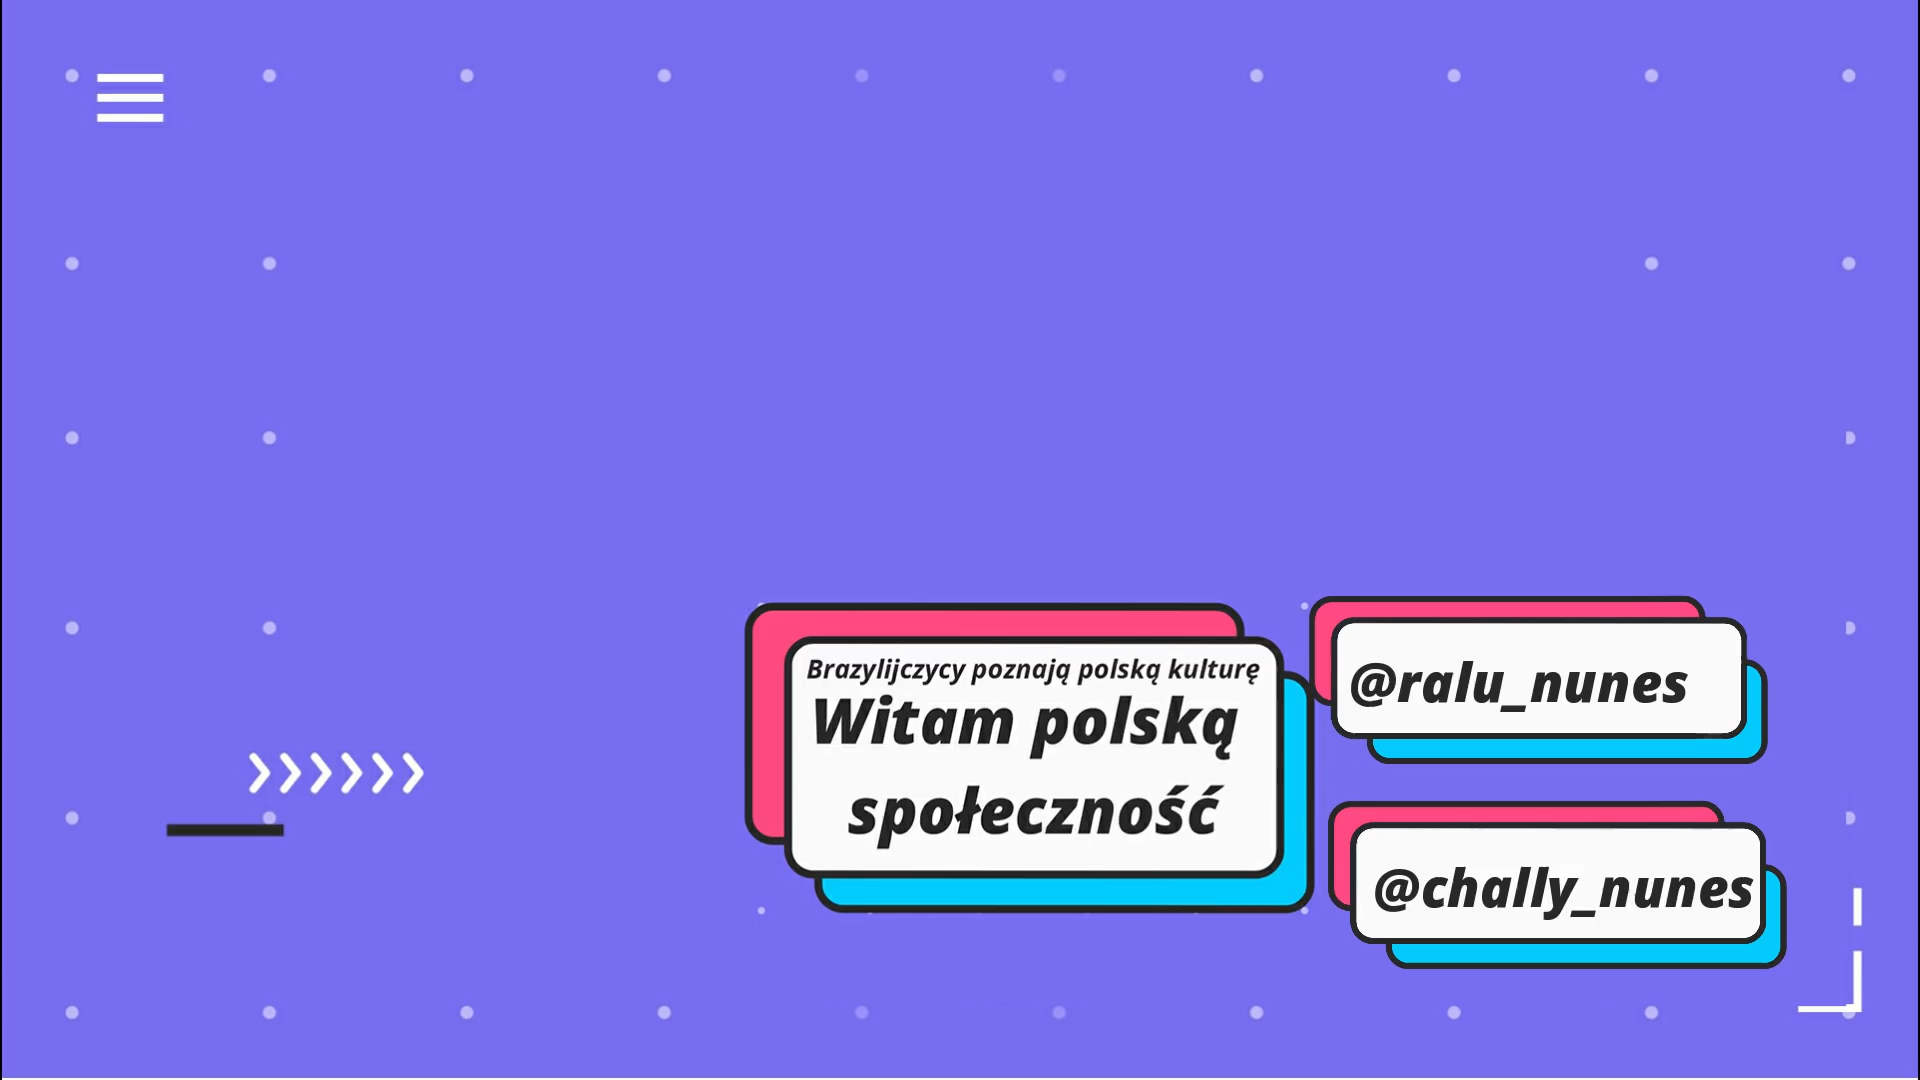 Brazylijczycy poznają polską kulturę
Witam polską
społeczność
@ralu_nunes
@chally_nunes